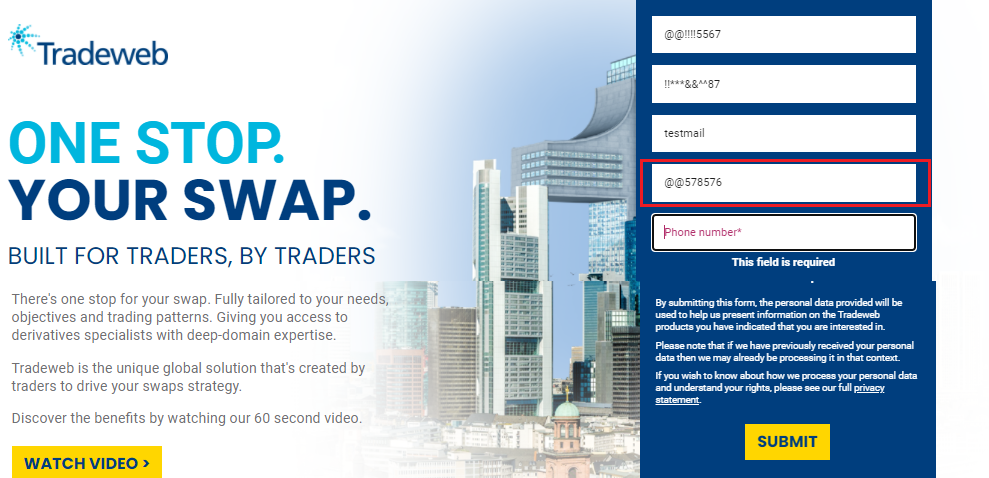 Tradeweb
ONE STOP.
YOUR SWAP.
BUILT FOR TRADERS, BY TRADERS
There's one stop for your swap. Fully tailored to your needs,
objectives and trading patterns. Giving you access to
derivatives specialists with deep-domain expertise.
Tradeweb is the unique global solution that's created by
traders to drive your swaps strategy.
Discover the benefits by watching our 60 second video.
WATCH VIDEO >
@@!!!!5567
!!***&&^^87
testmail
@@578576
Phone number*
This field is required
By submitting this form, the personal data provided will be
used to help us present information on the Tradeweb
products you have indicated that you are interested in.
Please note that if we have previously received your personal
data then we may already be processing it in that context.
If you wish to know about how we process your personal data
and understand your rights, please see our full privacy
statement.
SUBMIT